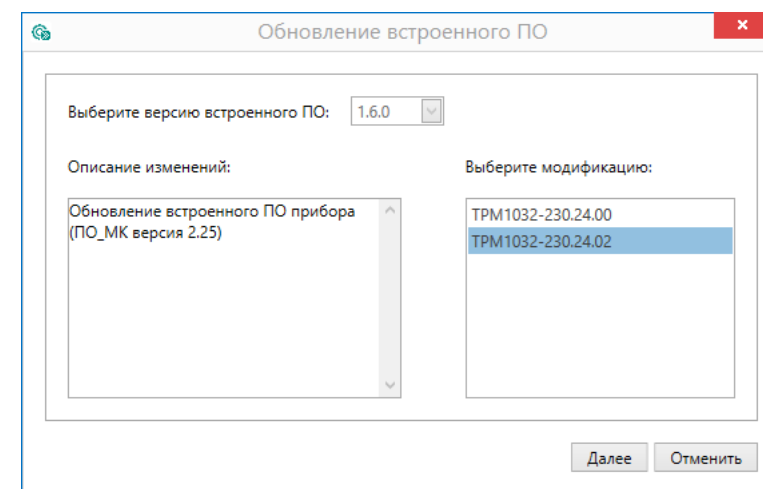 Обновление встроенного ПО
Выберите версию встроенного ПО: 1.6.0
Описание изменений:
Выберите модификацию:
Обновление встроенного ПО прибора
(ПО_МК версия 2.25)
ТРМ1032-230.24.00
ТРМ1032-230.24.02
Далее
Отменить